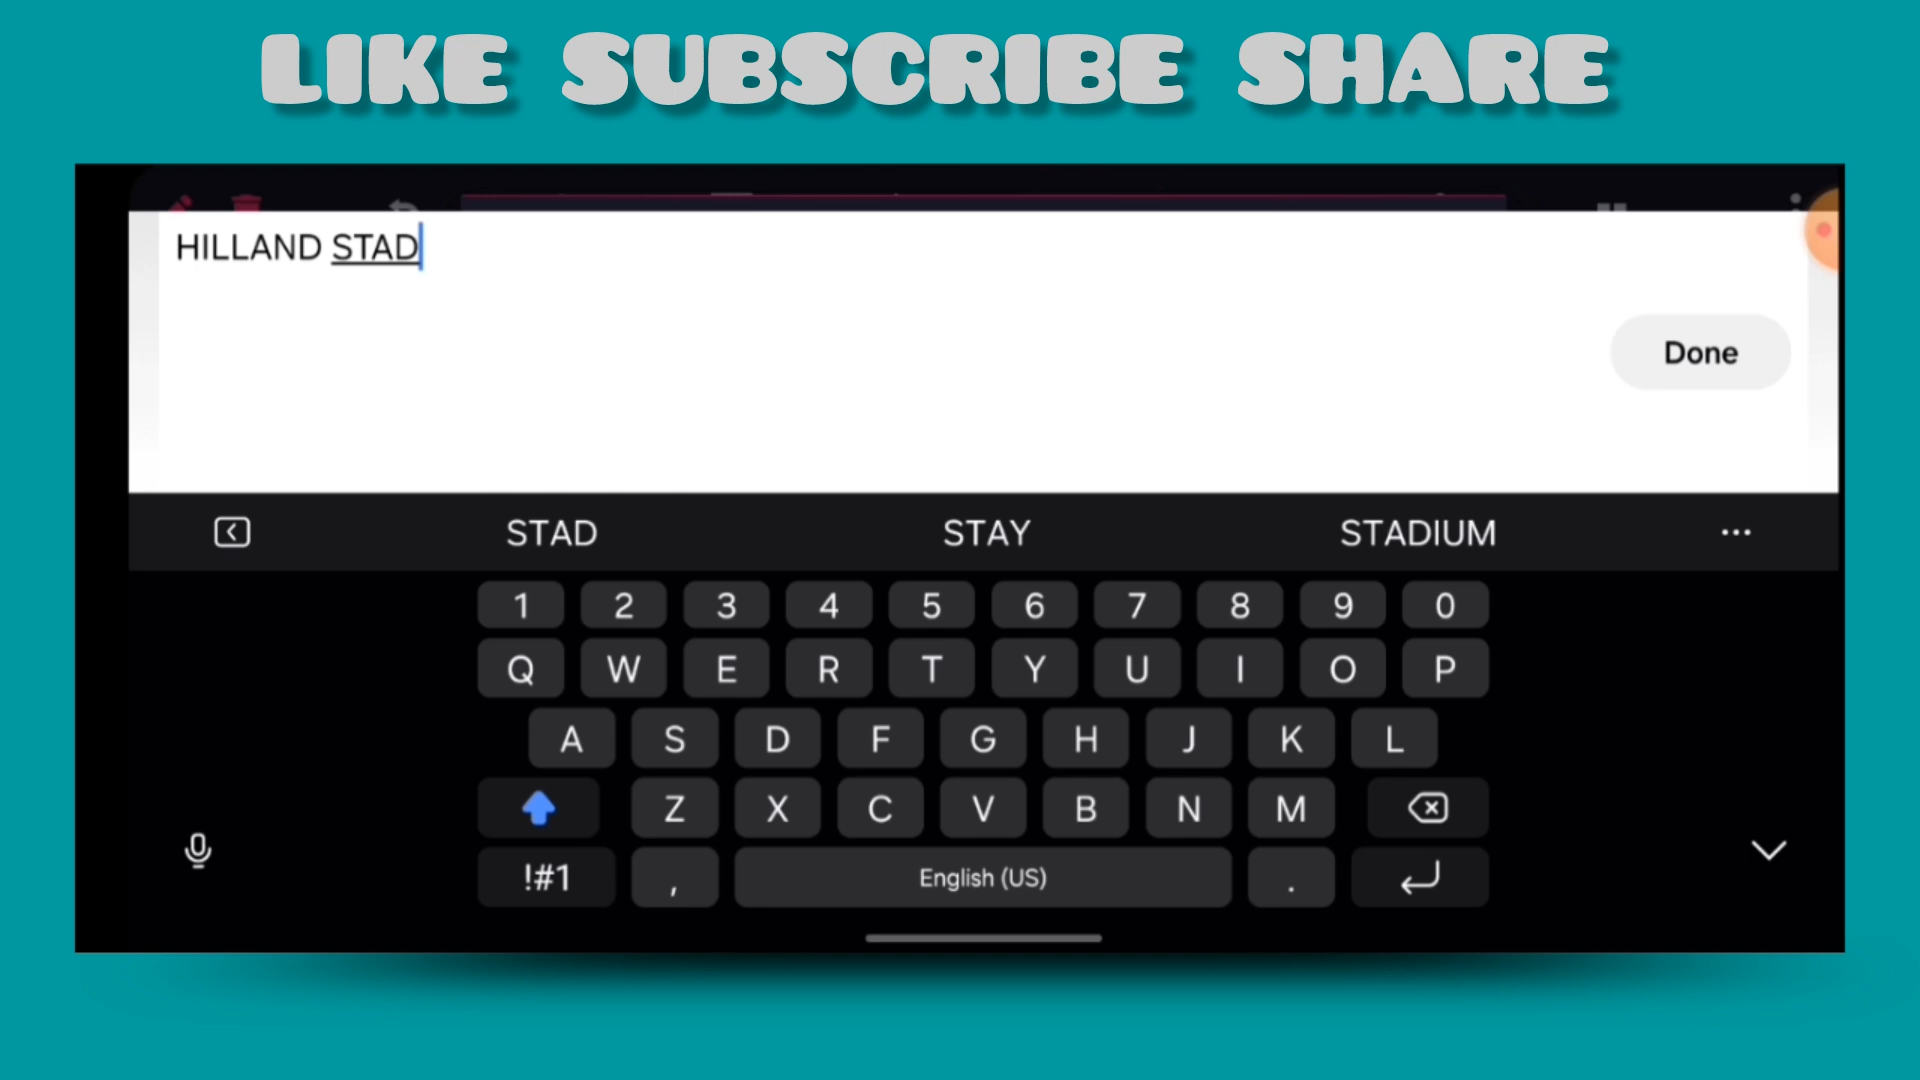 LIKE SUBSCRIBE SHARE
HILLAND STAD
Done
STAD STAY STADIUM ...
1 2 3 4 5 6 7 8 9 0
Q W E R T Y U I O P
A S D F G H J K L
Z X C V B N M
!#1 , English (US) .